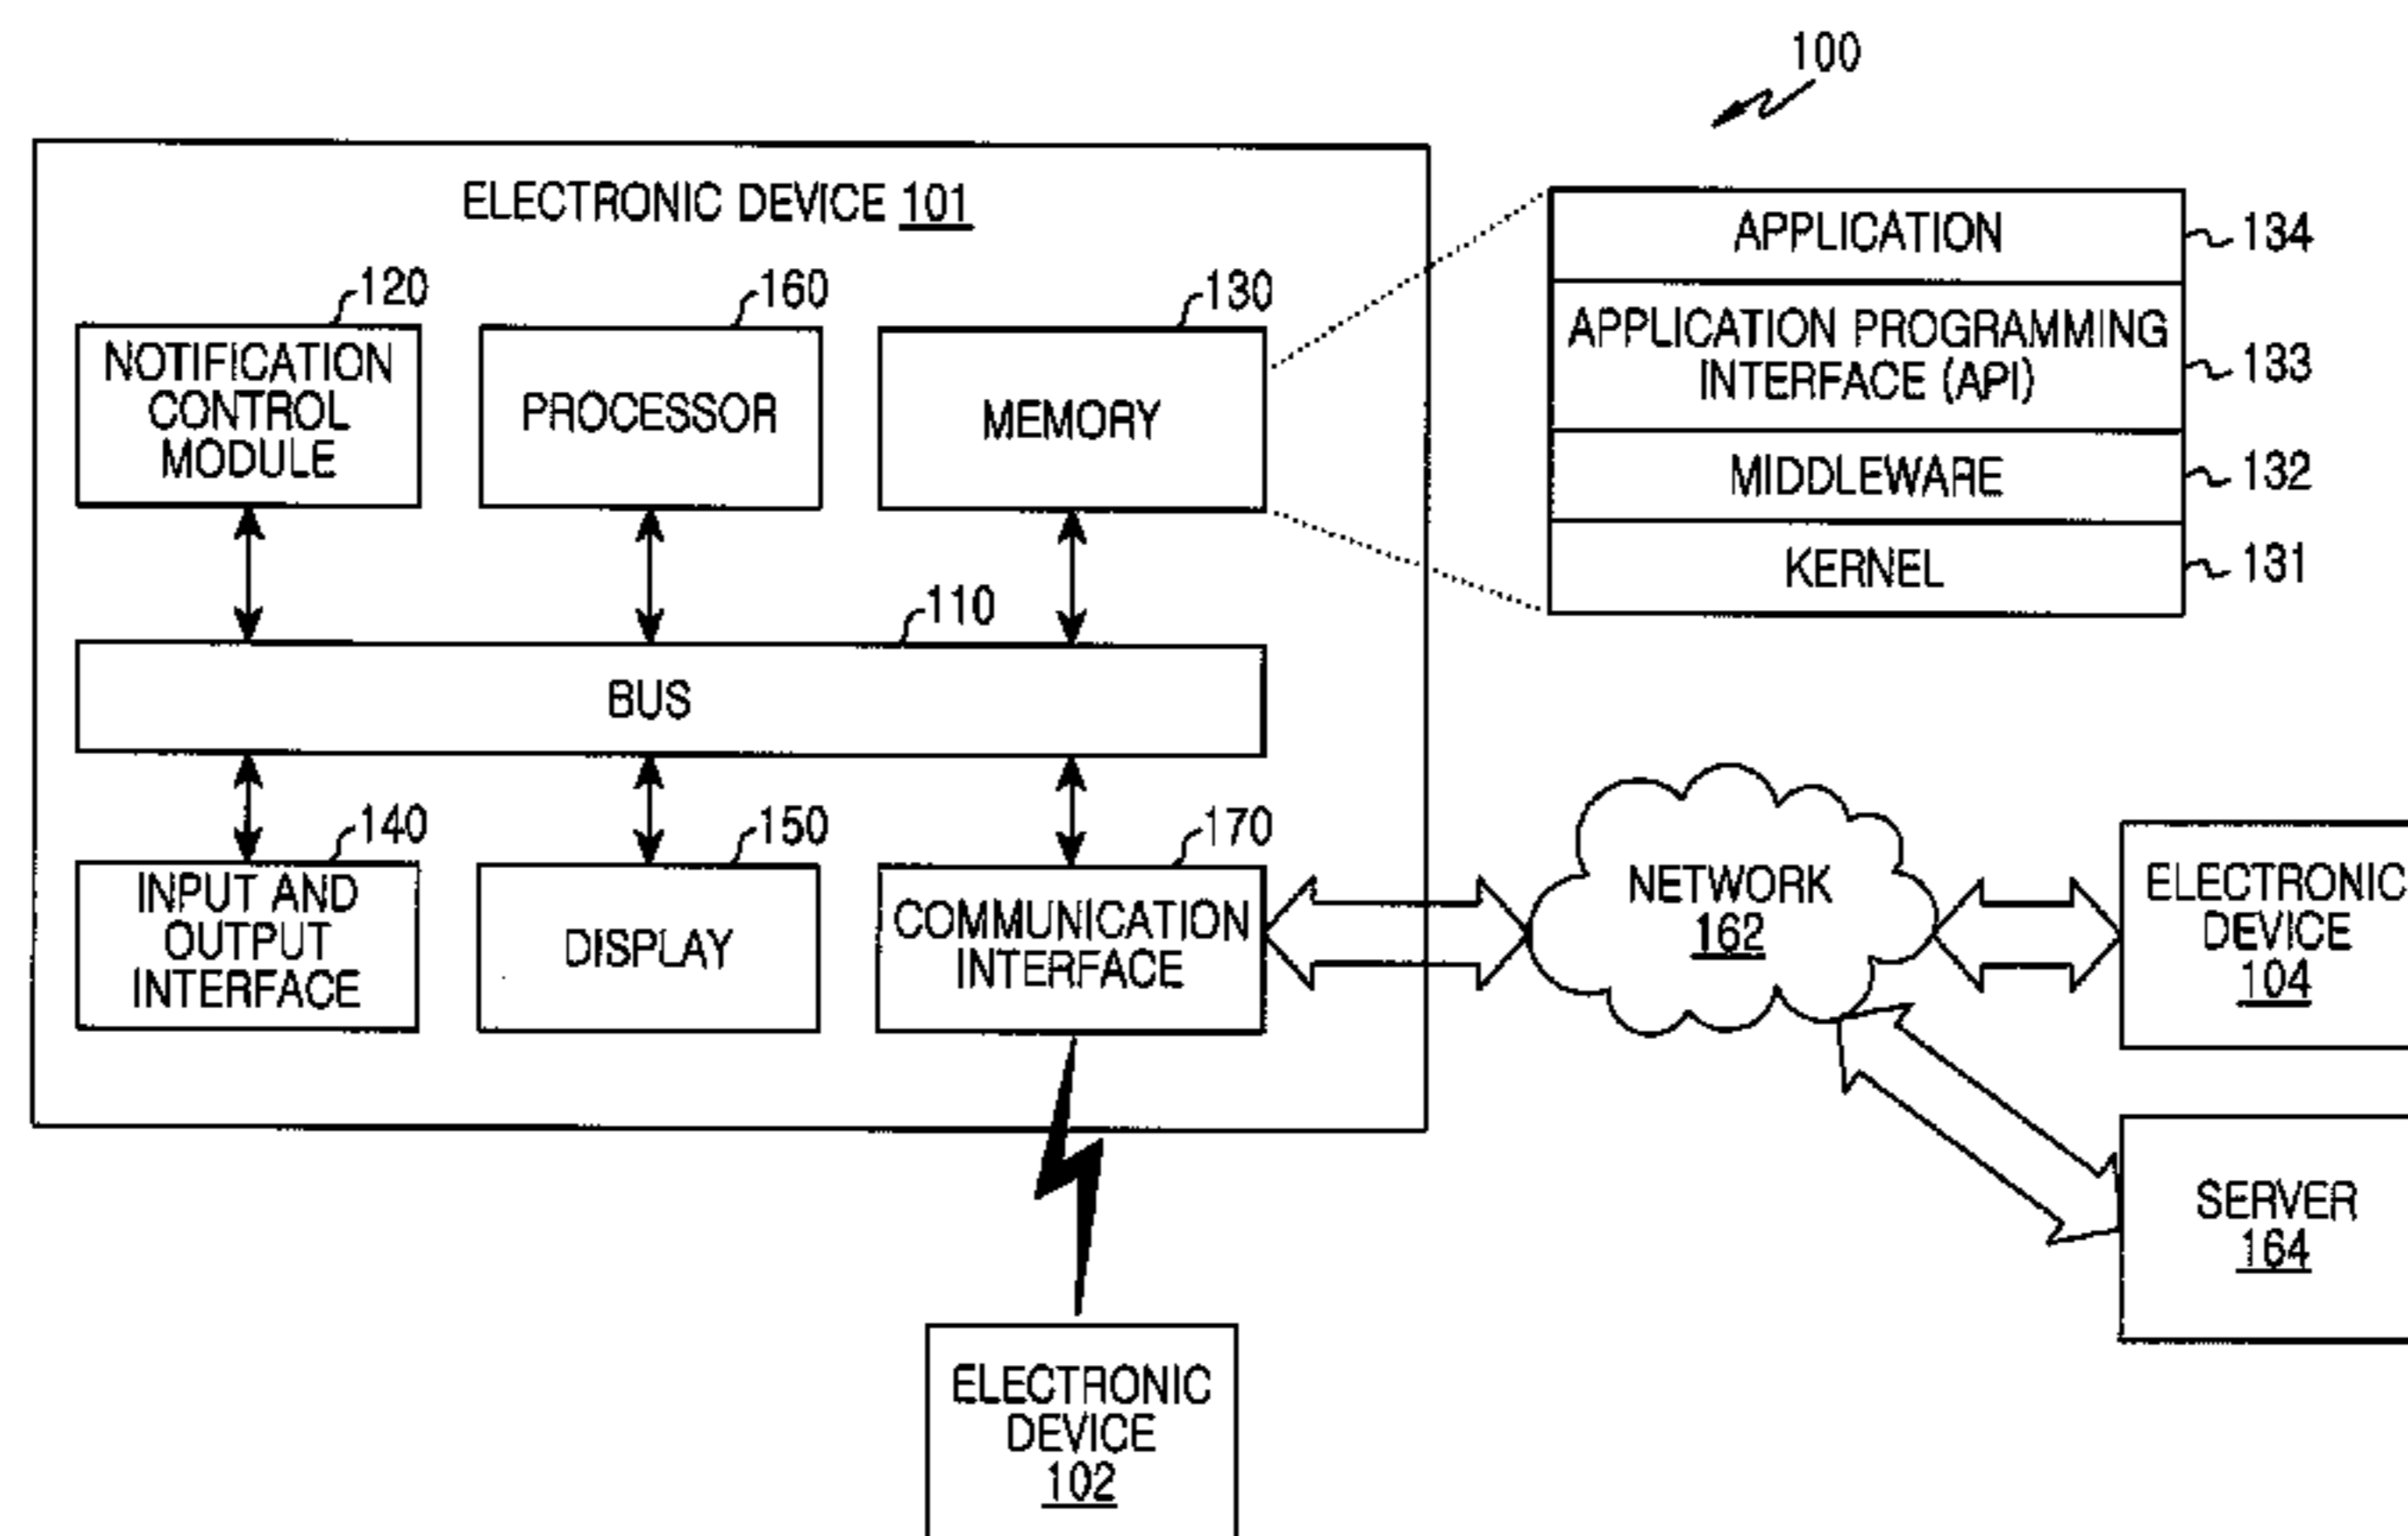 100
ELECTRONIC DEVICE 101
120
NOTIFICATION
CONTROL
MODULE
160
PROCESSOR
130
MEMORY
APPLICATION
134
APPLICATION PROGRAMMING
INTERFACE (API)
133
MIDDLEWARE
132
KERNEL
131
110
BUS
140
INPUT AND
OUTPUT
INTERFACE
150
DISPLAY
170
COMMUNICATION
INTERFACE
NETWORK
162
ELECTRONIC
DEVICE
104
SERVER
164
ELECTRONIC
DEVICE
102